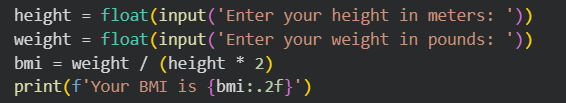 height = float(input('Enter your height in meters: '))
weight = float(input('Enter your weight in pounds: '))
bmi = weight / (height * 2)
print(f'Your BMI is {bmi:.2f}')